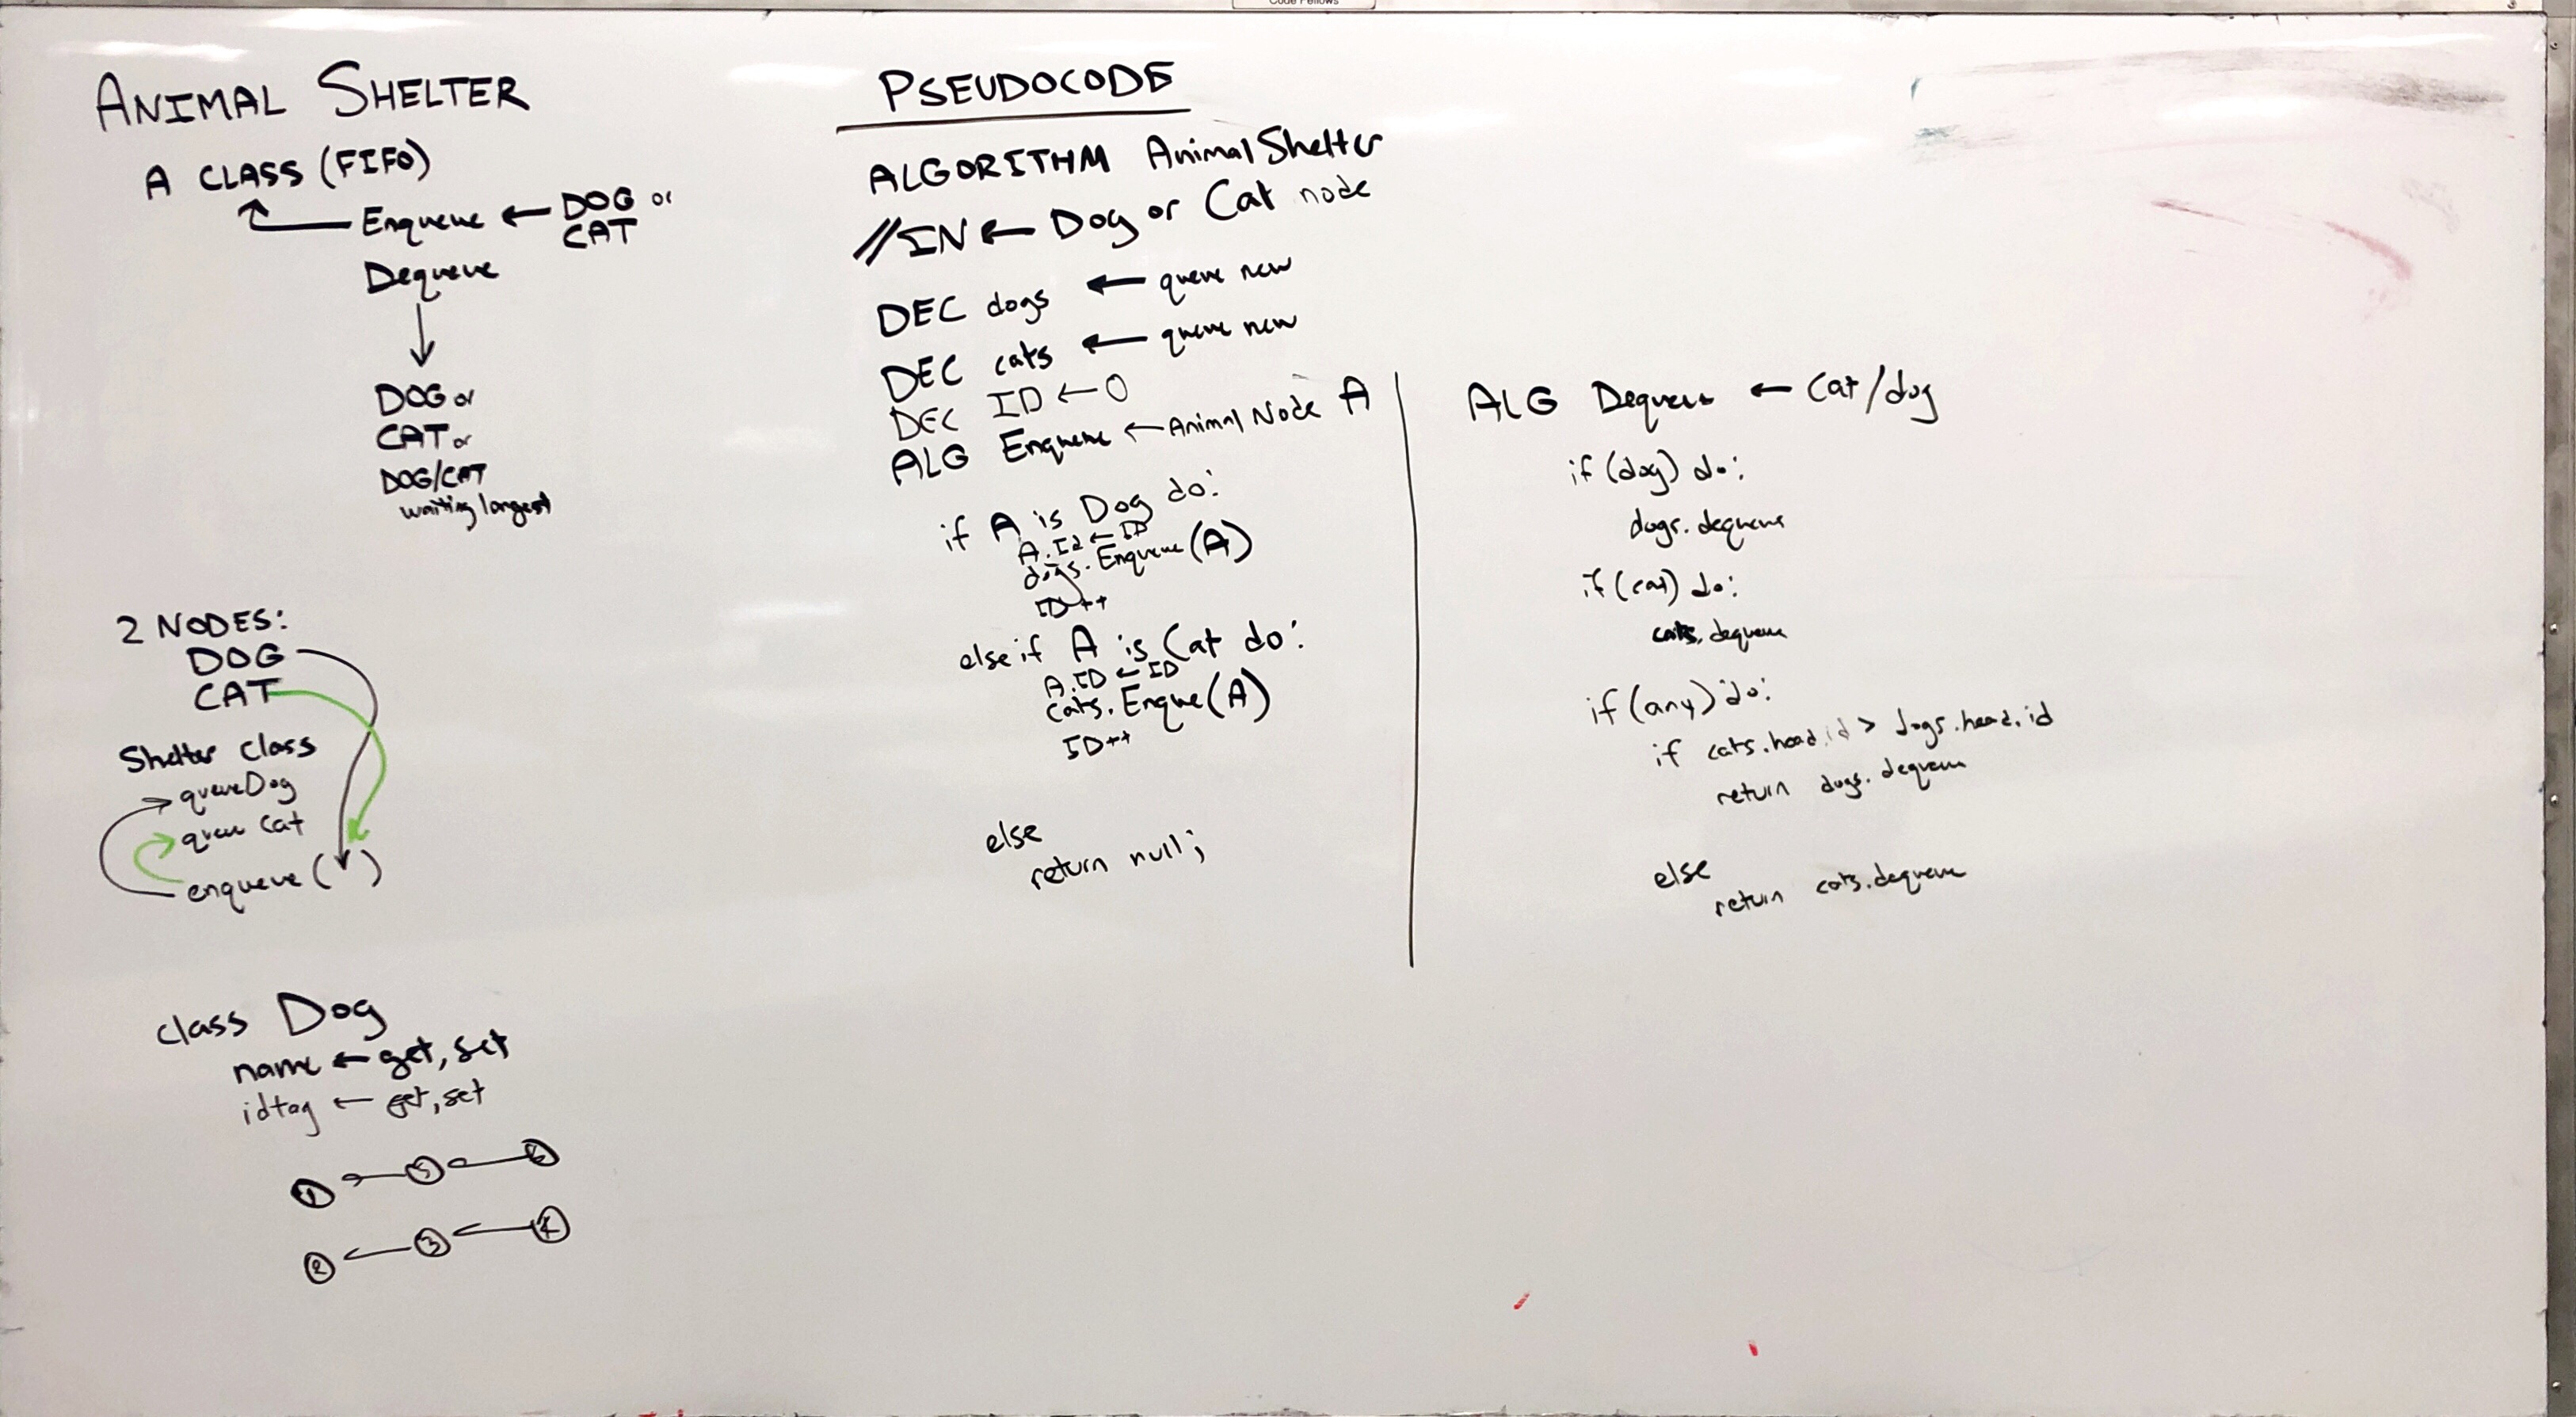 Code Fellows
ANIMAL SHELTER
A CLASS (FIFO)
Enqueue ← DOG or
CAT
Dequeue
DOG or
CAT or
DOG/CAT
waiting longest
2 NODES:
DOG
CAT
Shelter Class
queueDog
queue Cat
enqueue ( )
class Dog
name ← get, set
idtag ← get, set
1 5 6
2 3 4
PSEUDOCODE
ALGORITHM AnimalShelter
//IN ← Dog or Cat node
DEC dogs ← queue new
DEC cats ← queue new
DEC ID ← 0
ALG Enqueue ← Animal Node A
if A is Dog do:
A.Id ← ID
dogs.Enqueue(A)
ID++
else if A is Cat do:
A.ID ← ID
cats.Enque(A)
ID++
else
return null;
ALG Dequeue ← Cat/dog
if (dog) do:
dogs.dequeue
if (cat) do:
cats.dequeue
if (any) do:
if cats.head.id > dogs.head.id
return dogs.dequeue
else
return cats.dequeue